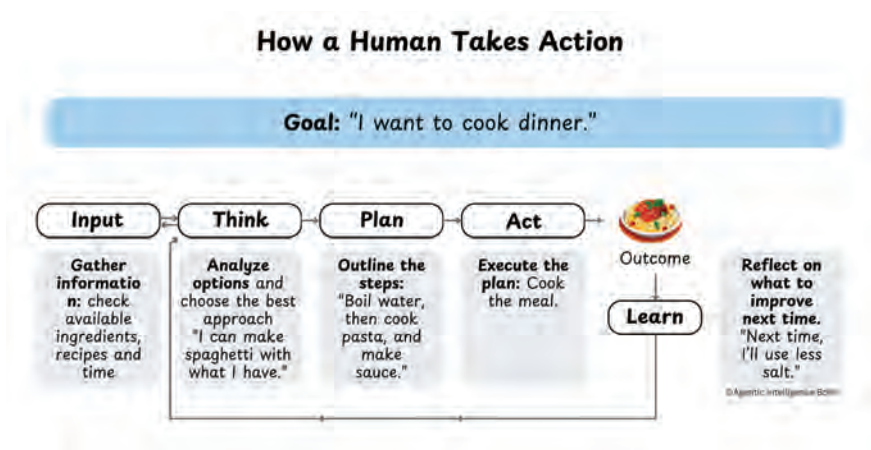 How a Human Takes Action
Goal: "I want to cook dinner."
Input
Think
Plan
Act
Outcome
Learn
Gather
informatio
n: check
available
ingredients,
recipes and
time
Analyze
options and
choose the best
approach
"I can make
spaghetti with
what I have."
Outline the
steps:
"Boil water,
then cook
pasta, and
make
sauce."
Execute the
plan: Cook
the meal.
Reflect on
what to
improve
next time.
"Next time,
I'll use less
salt."
©Agentic Intelligence